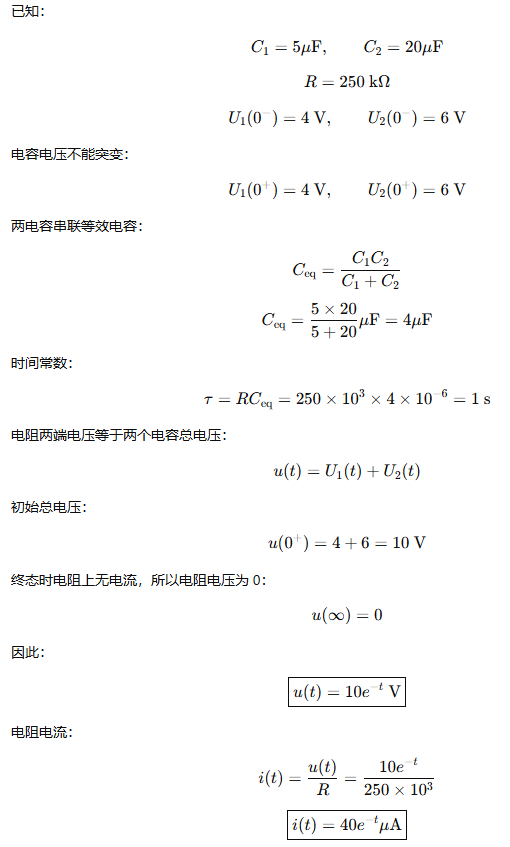 已知：
C₁ = 5μF, C₂ = 20μF
R = 250 kΩ
U₁(0⁻) = 4 V, U₂(0⁻) = 6 V
电容电压不能突变：
U₁(0⁺) = 4 V, U₂(0⁺) = 6 V
两电容串联等效电容：
C_eq = \frac{C₁C₂}{C₁ + C₂}
C_eq = \frac{5 × 20}{5 + 20}μF = 4μF
时间常数：
τ = RC_eq = 250 × 10³ × 4 × 10⁻⁶ = 1 s
电阻两端电压等于两个电容总电压：
u(t) = U₁(t) + U₂(t)
初始总电压：
u(0⁺) = 4 + 6 = 10 V
终态时电阻上无电流，所以电阻电压为 0：
u(∞) = 0
因此：
u(t) = 10e⁻ᵗ V
电阻电流：
i(t) = \frac{u(t)}{R} = \frac{10e⁻ᵗ}{250 × 10³}
i(t) = 40e⁻ᵗμA